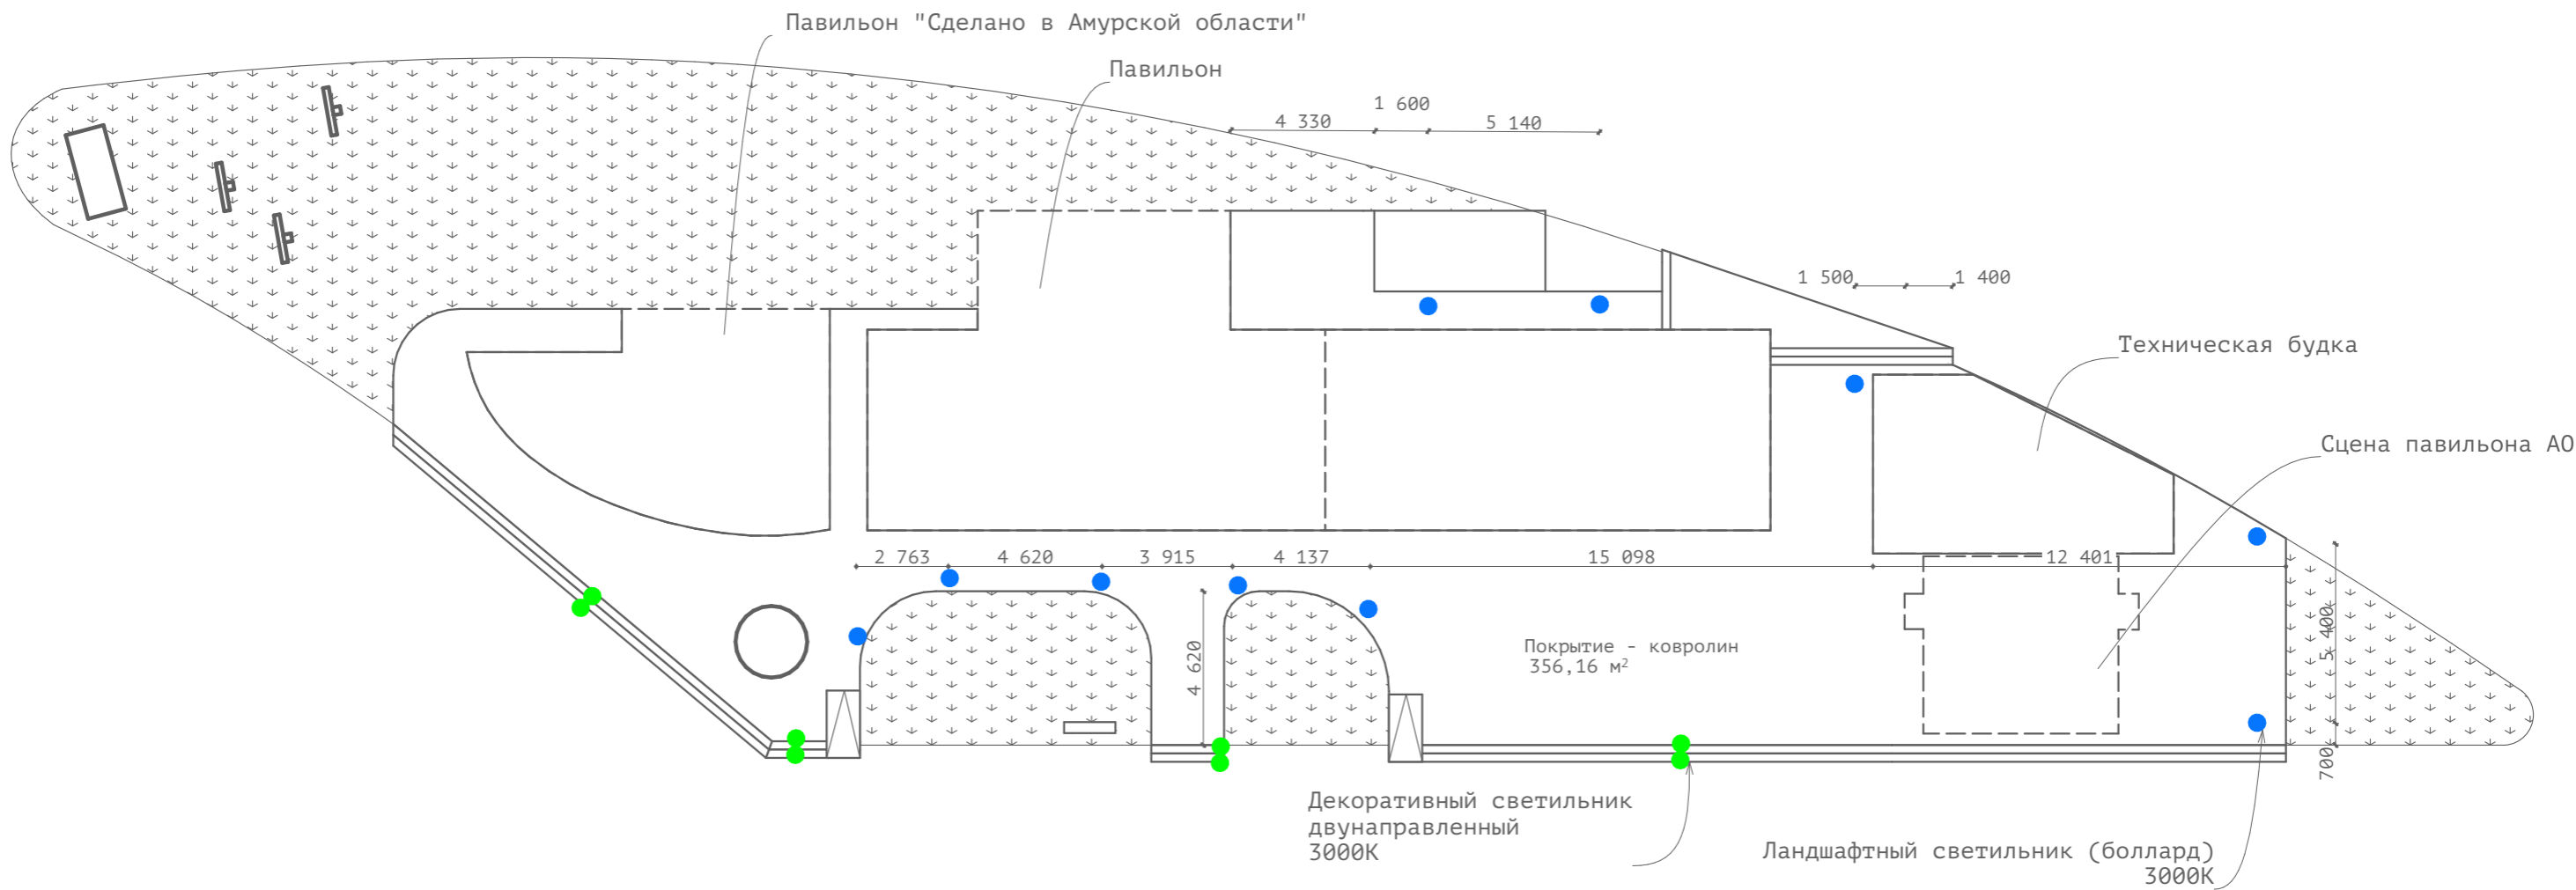 Павильон "Сделано в Амурской области"
Павильон
1 600
4 330
5 140
1 500
1 400
Техническая будка
Сцена павильона АО
2 763
4 620
3 915
4 137
15 098
12 401
4 620
5 400
700
Покрытие - ковролин
356,16 м²
Декоративный светильник
двунаправленный
3000К
Ландшафтный светильник (боллард)
3000К